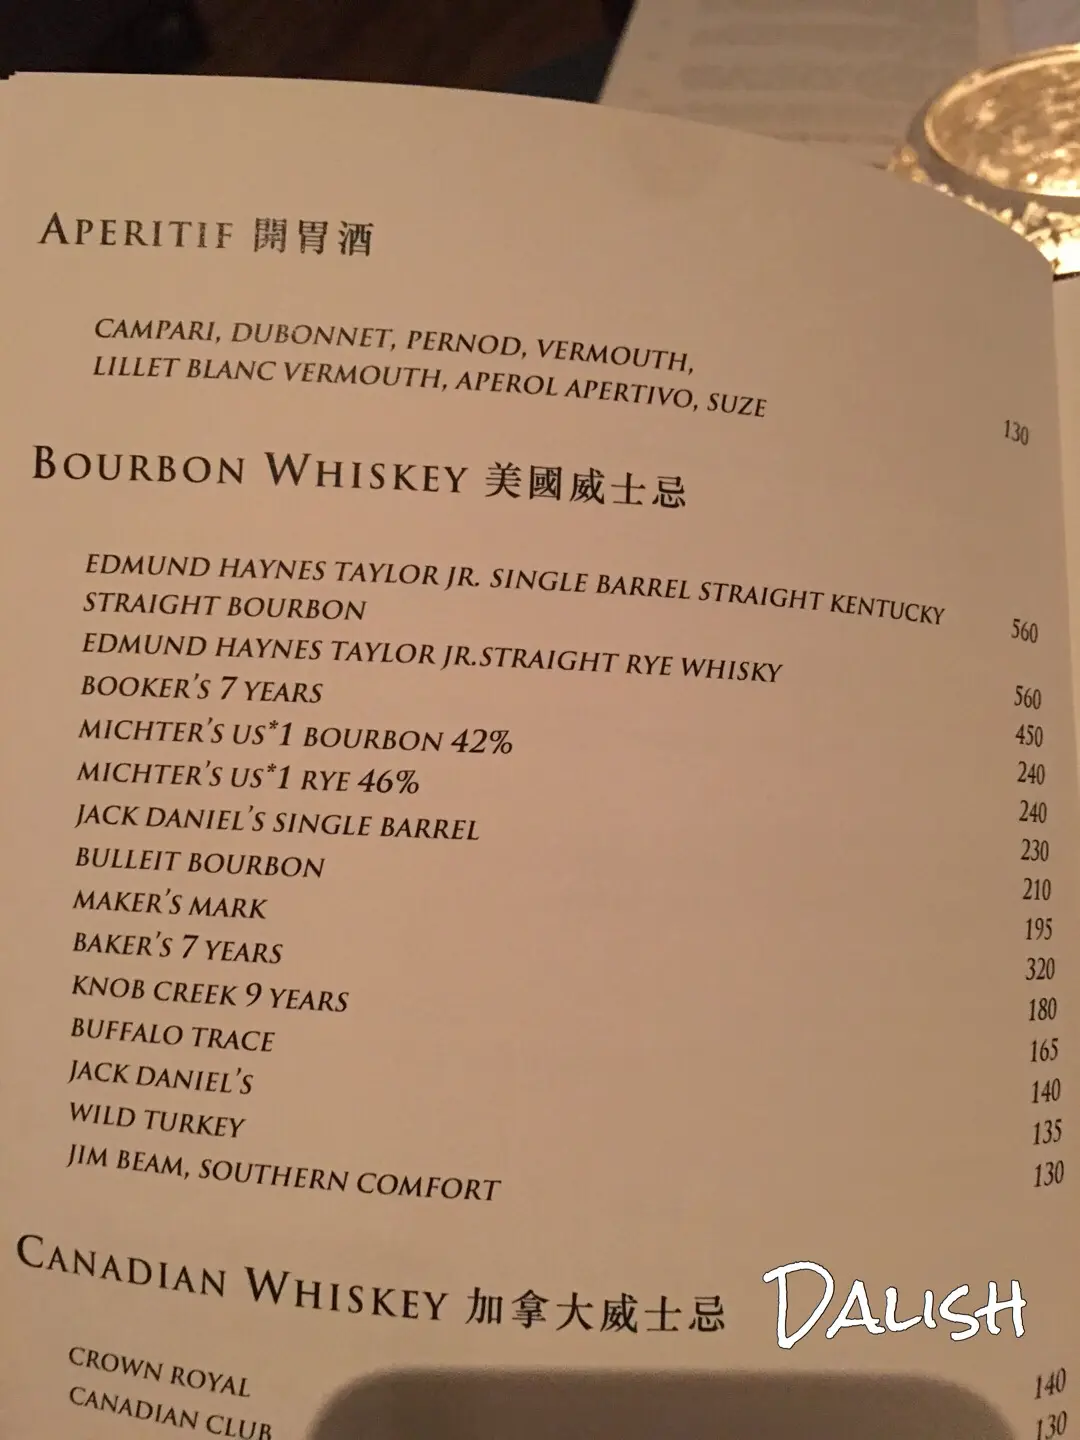 APERITIF 開胃酒
CAMPARI, DUBONNET, PERNOD, VERMOUTH,
LILLET BLANC VERMOUTH, APEROL APERTIVO, SUZE 130
BOURBON WHISKEY 美國威士忌
EDMUND HAYNES TAYLOR JR. SINGLE BARREL STRAIGHT KENTUCKY
STRAIGHT BOURBON 560
EDMUND HAYNES TAYLOR JR.STRAIGHT RYE WHISKY 560
BOOKER'S 7 YEARS 450
MICHTER'S US*1 BOURBON 42% 240
MICHTER'S US*1 RYE 46% 240
JACK DANIEL'S SINGLE BARREL 230
BULLEIT BOURBON 210
MAKER'S MARK 195
BAKER'S 7 YEARS 320
KNOB CREEK 9 YEARS 180
BUFFALO TRACE 165
JACK DANIEL'S 140
WILD TURKEY 135
JIM BEAM, SOUTHERN COMFORT 130
CANADIAN WHISKEY 加拿大威士忌
CROWN ROYAL 140
CANADIAN CLUB 130
DALISH